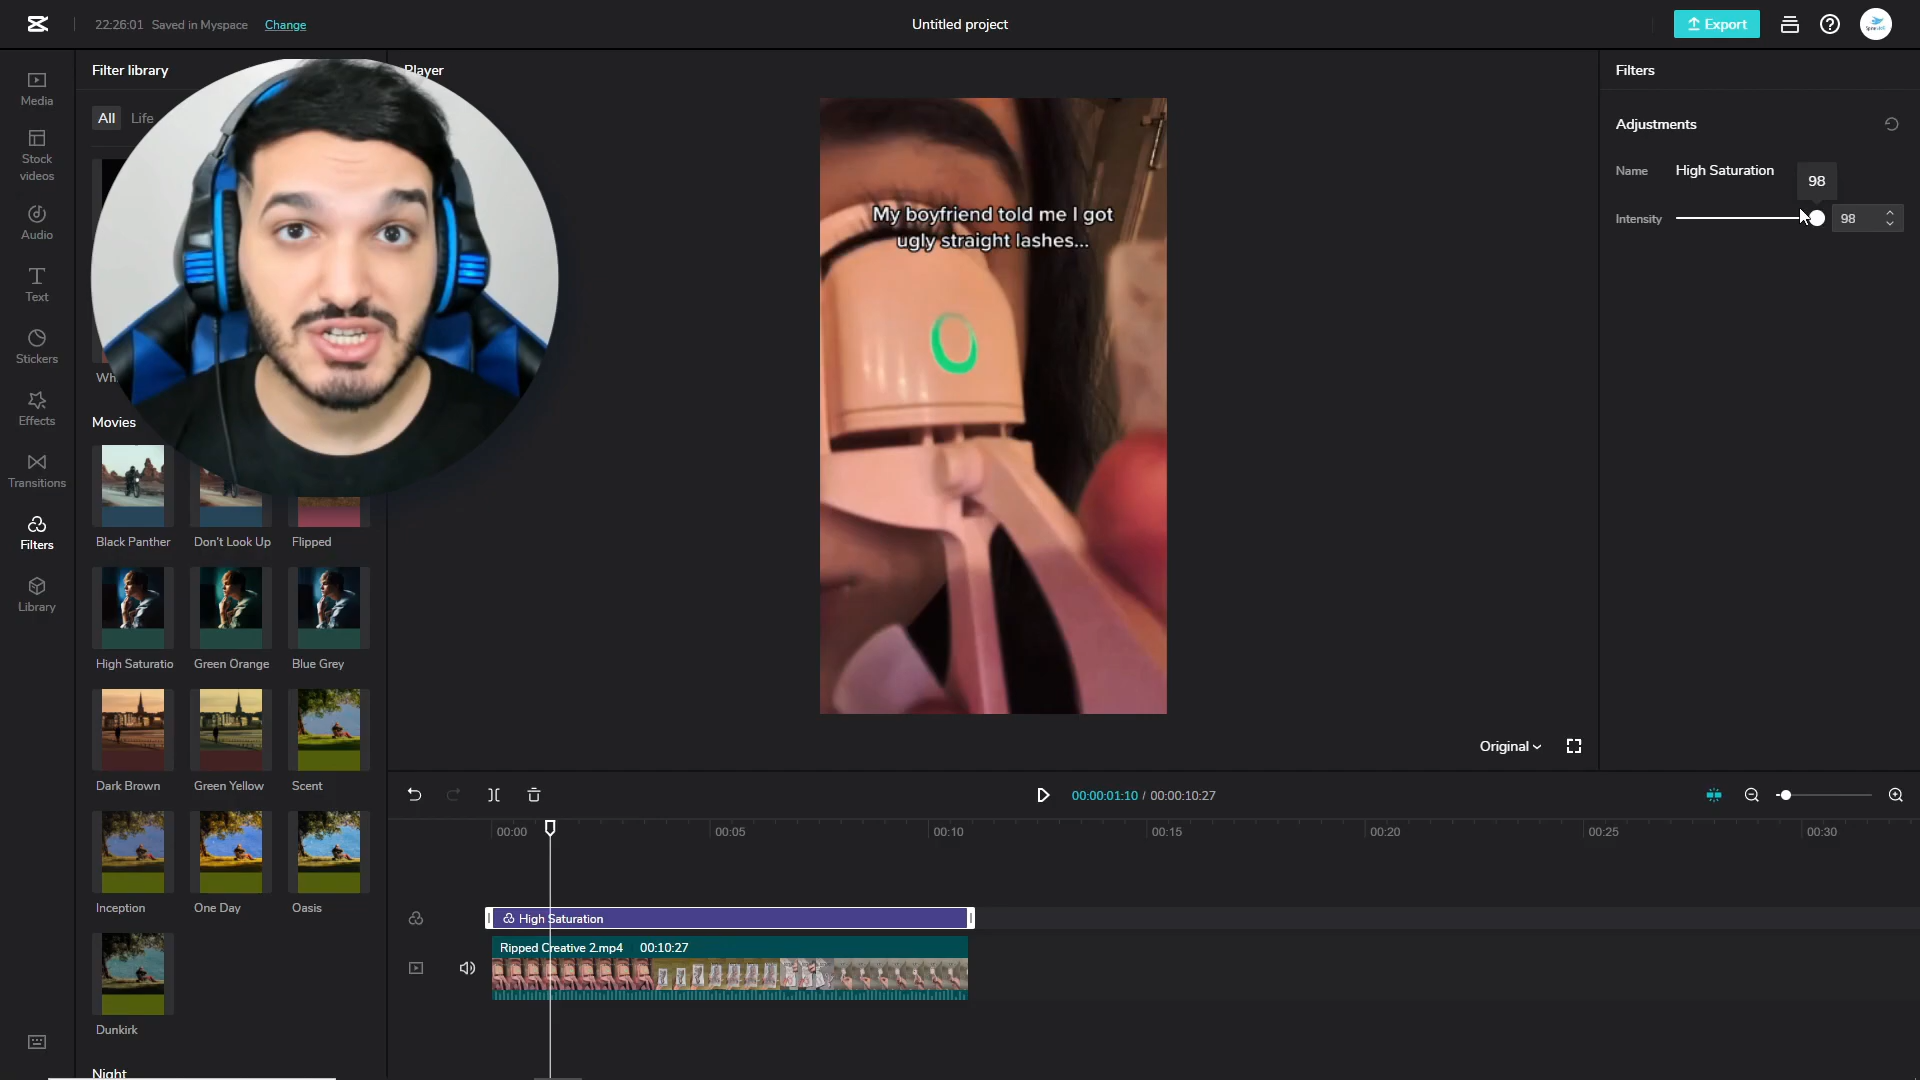 22:26:01 Saved in Myspace Change
Untitled project
Export
Filter library
Player
Filters
Media
Stock
videos
Audio
Text
Stickers
Effects
Transitions
Filters
Library
All Life
Movies
Black Panther Don't Look Up Flipped
High Saturatio Green Orange Blue Grey
Dark Brown Green Yellow Scent
Inception One Day Oasis
Dunkirk
Night
My boyfriend told me I got
ugly straight lashes...
Adjustments
Name High Saturation
98
Intensity 98
Original
00:00:01:10 / 00:00:10:27
00:00 00:05 00:10 00:15 00:20 00:25 00:30
High Saturation
Ripped Creative 2.mp4 00:10:27